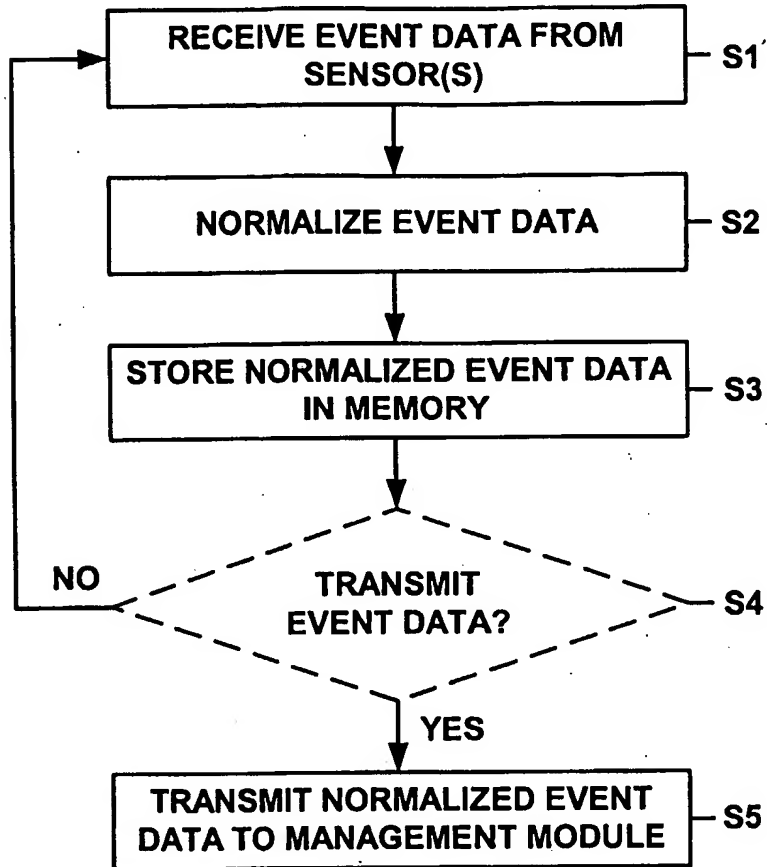 RECEIVE EVENT DATA FROM
SENSOR(S)
S1
NORMALIZE EVENT DATA
S2
STORE NORMALIZED EVENT DATA
IN MEMORY
S3
NO
TRANSMIT
EVENT DATA?
S4
YES
TRANSMIT NORMALIZED EVENT
DATA TO MANAGEMENT MODULE
S5